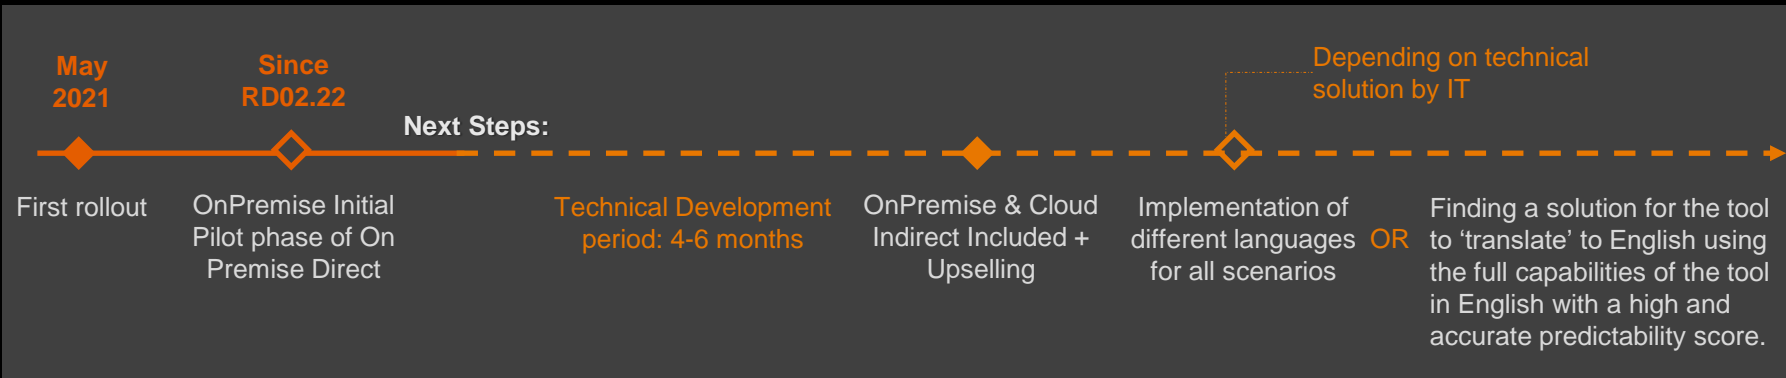 May
2021
Since
RD02.22
Next Steps:
Depending on technical
solution by IT
First rollout
OnPremise Initial
Pilot phase of On
Premise Direct
Technical Development
period: 4-6 months
OnPremise & Cloud
Indirect Included +
Upselling
Implementation of
different languages
for all scenarios
OR
Finding a solution for the tool
to ‘translate’ to English using
the full capabilities of the tool
in English with a high and
accurate predictability score.